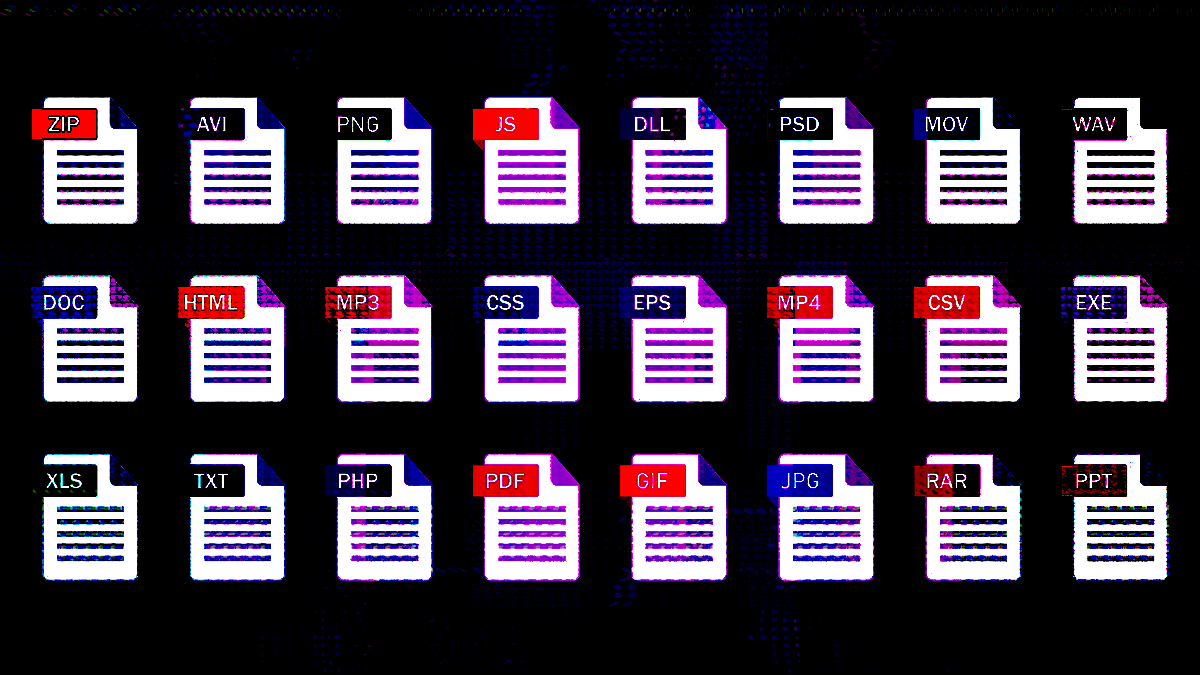 ZIP AVI PNG JS DLL PSD MOV WAV
DOC HTML MP3 CSS EPS MP4 CSV EXE
XLS TXT PHP PDF GIF JPG RAR PPT